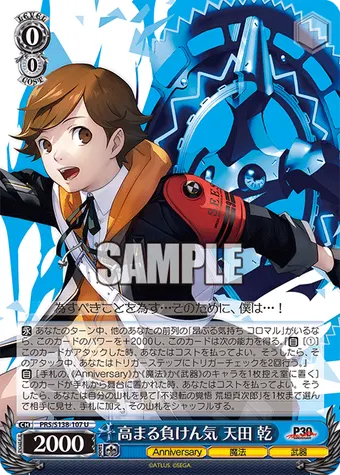 0
0
COST
S.E.E.S
SAMPLE
為すべきことを為す…そのために、僕は…!
永 あなたのターン中、他のあなたの前列の「昂ぶる気持ち コロマル」がいるな
ら、このカードのパワーを+2000し、このカードは次の能力を得る。『自 この
カードがアタックした時、あなたはコストを払ってよい。そうしたら、そ
のアタック中、あなたはトリガーステップにトリガーチェックを2回行う。』
自 [手札の《Anniversary》か《武器》のキャラを1枚控え室に置く]
このカードが手札から舞台に置かれた時、あなたはコストを払ってよ
い。そうしたら、あなたは自分の山札を見て「不退転の覚悟 荒垣真次郎」を1枚まで選
んで相手に見せ、手札に加え、その山札をシャッフルする。
CH
PRS/S138-107 U
2000
高まる負けん気 天田 乾
P30
Anniversary
魔法
武器
©ATLUS. ©SEGA.